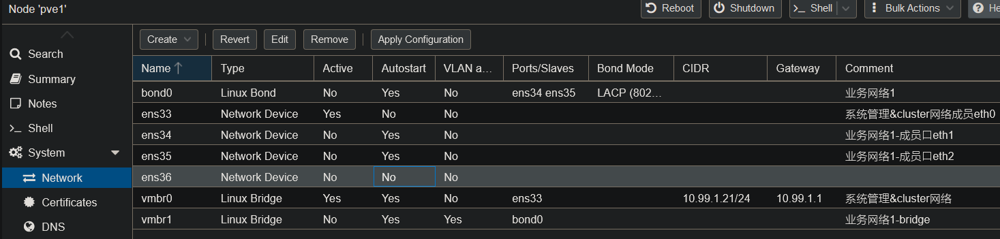 Node 'pve1' Reboot Shutdown Shell Bulk Actions He
Create Revert Edit Remove Apply Configuration
Search
Summary
Notes
Shell
System
Network
Certificates
DNS
Name Type Active Autostart VLAN a... Ports/Slaves Bond Mode CIDR Gateway Comment
bond0 Linux Bond No Yes No ens34 ens35 LACP (802... 业务网络1
ens33 Network Device Yes No No 系统管理&cluster网络成员eth0
ens34 Network Device No Yes No 业务网络1-成员口eth1
ens35 Network Device No Yes No 业务网络1-成员口eth2
ens36 Network Device No No No
vmbr0 Linux Bridge Yes Yes No ens33 10.99.1.21/24 10.99.1.1 系统管理&cluster网络
vmbr1 Linux Bridge No Yes Yes bond0 业务网络1-bridge